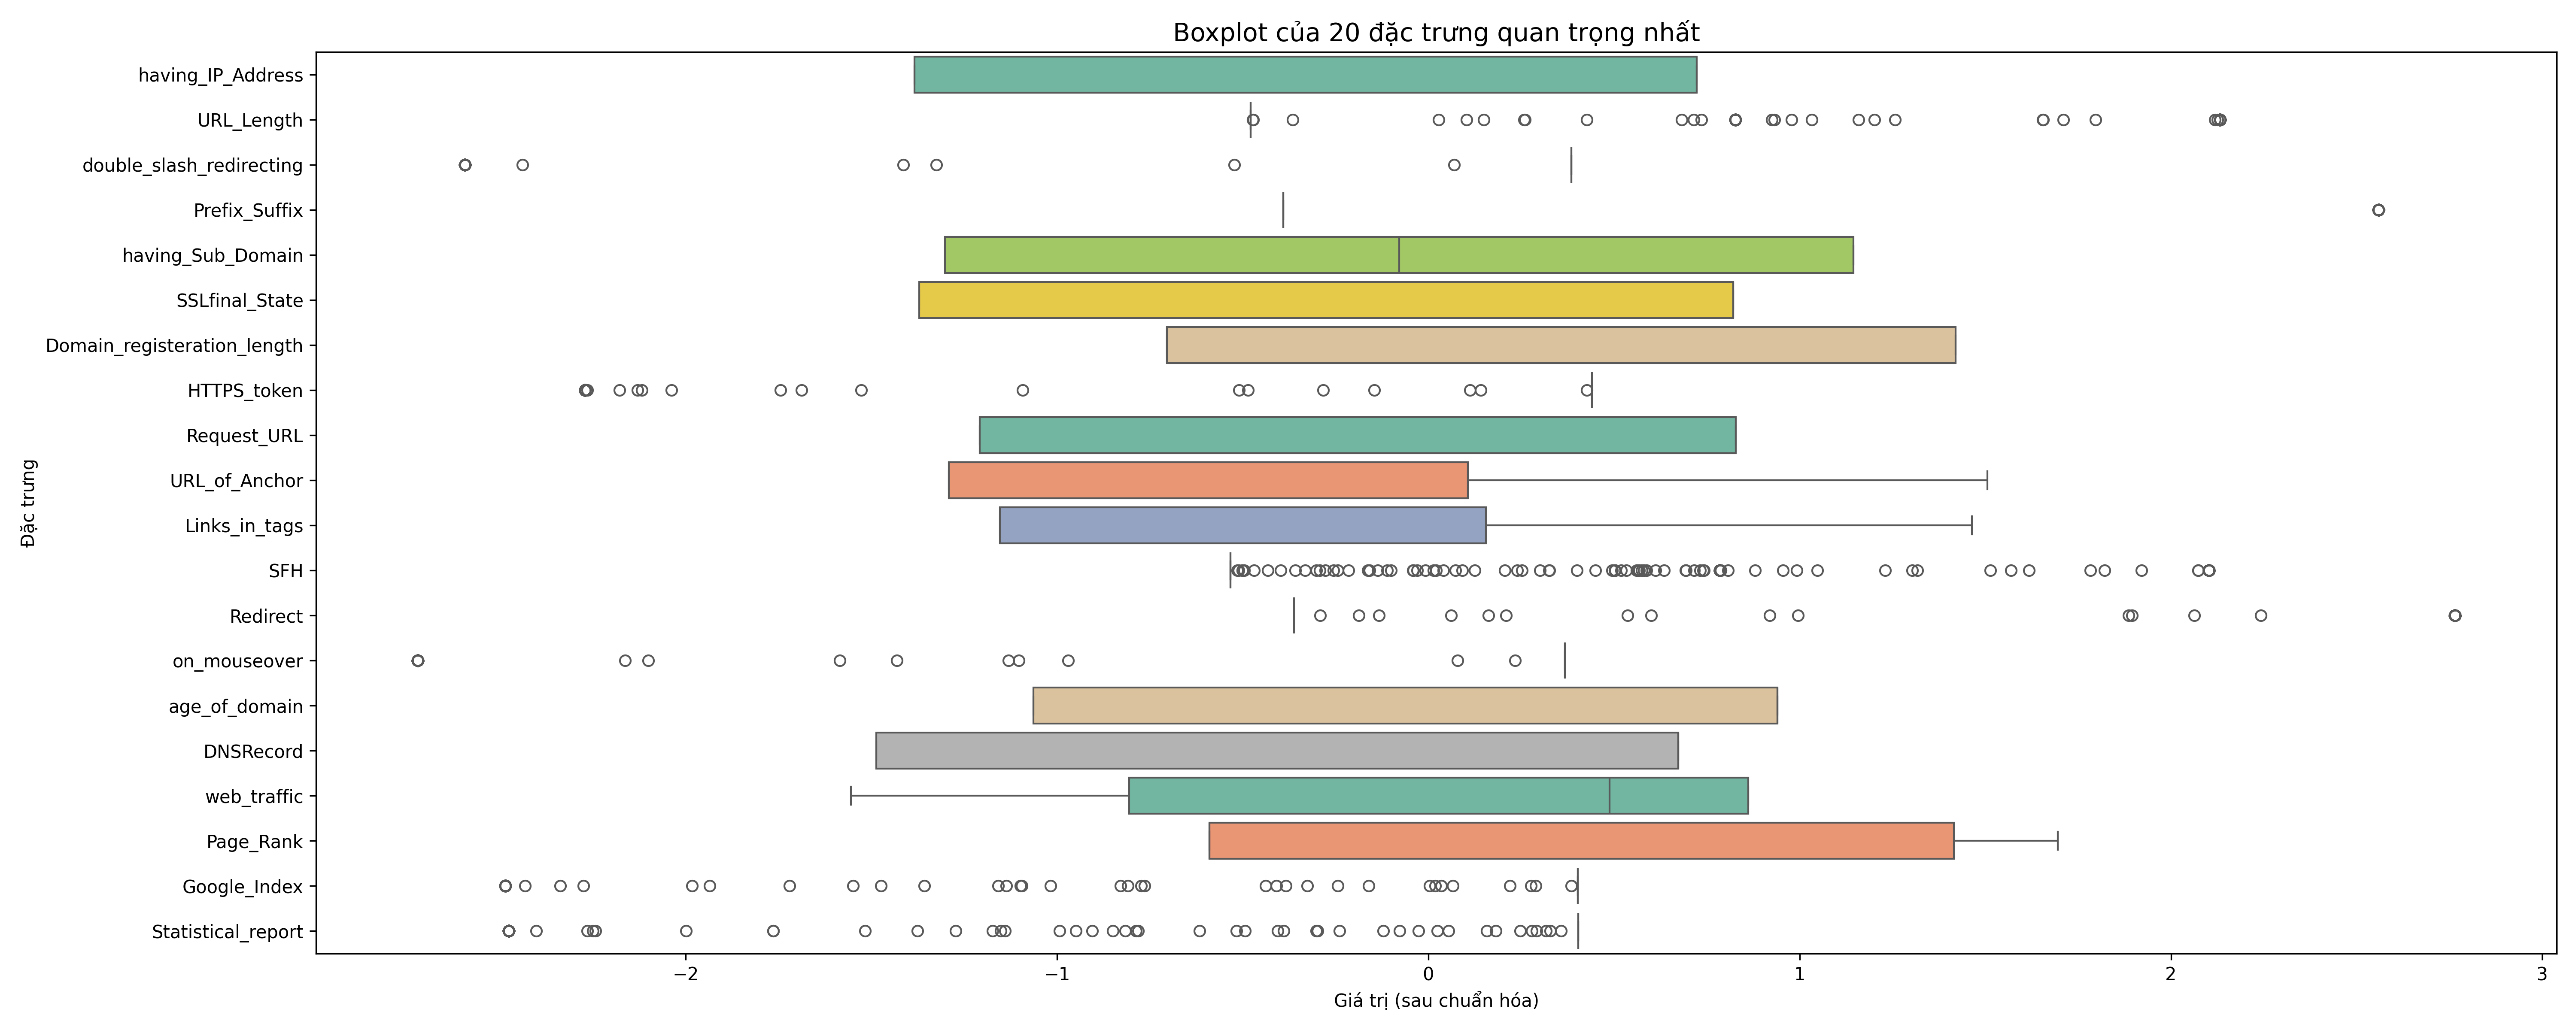 Boxplot của 20 đặc trưng quan trọng nhất
having_IP_Address
URL_Length
double_slash_redirecting
Prefix_Suffix
having_Sub_Domain
SSLfinal_State
Domain_registeration_length
HTTPS_token
Request_URL
URL_of_Anchor
Links_in_tags
SFH
Redirect
on_mouseover
age_of_domain
DNSRecord
web_traffic
Page_Rank
Google_Index
Statistical_report
Đặc trưng
−2 −1 0 1 2 3
Giá trị (sau chuẩn hóa)